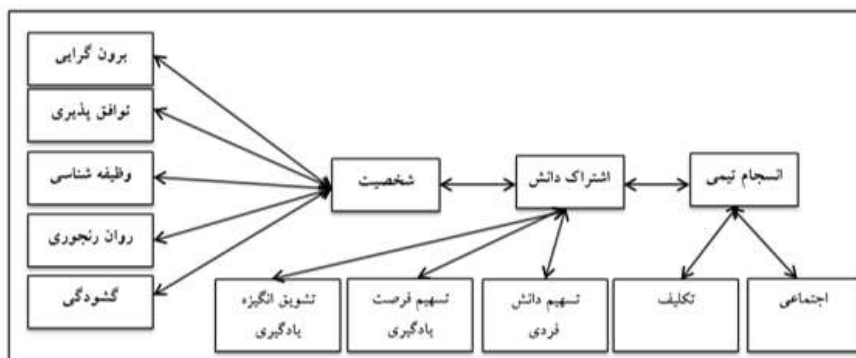 برون گرایی
توافق پذیری
وظیفه شناسی
روان رنجوری
گشودگی
انسجام تیمی
اشتراک دانش
شخصیت
اجتماعی
تکلیف
تسهیم دانش
فردی
تسهیم فرصت
یادگیری
تشویق انگیزه
یادگیری